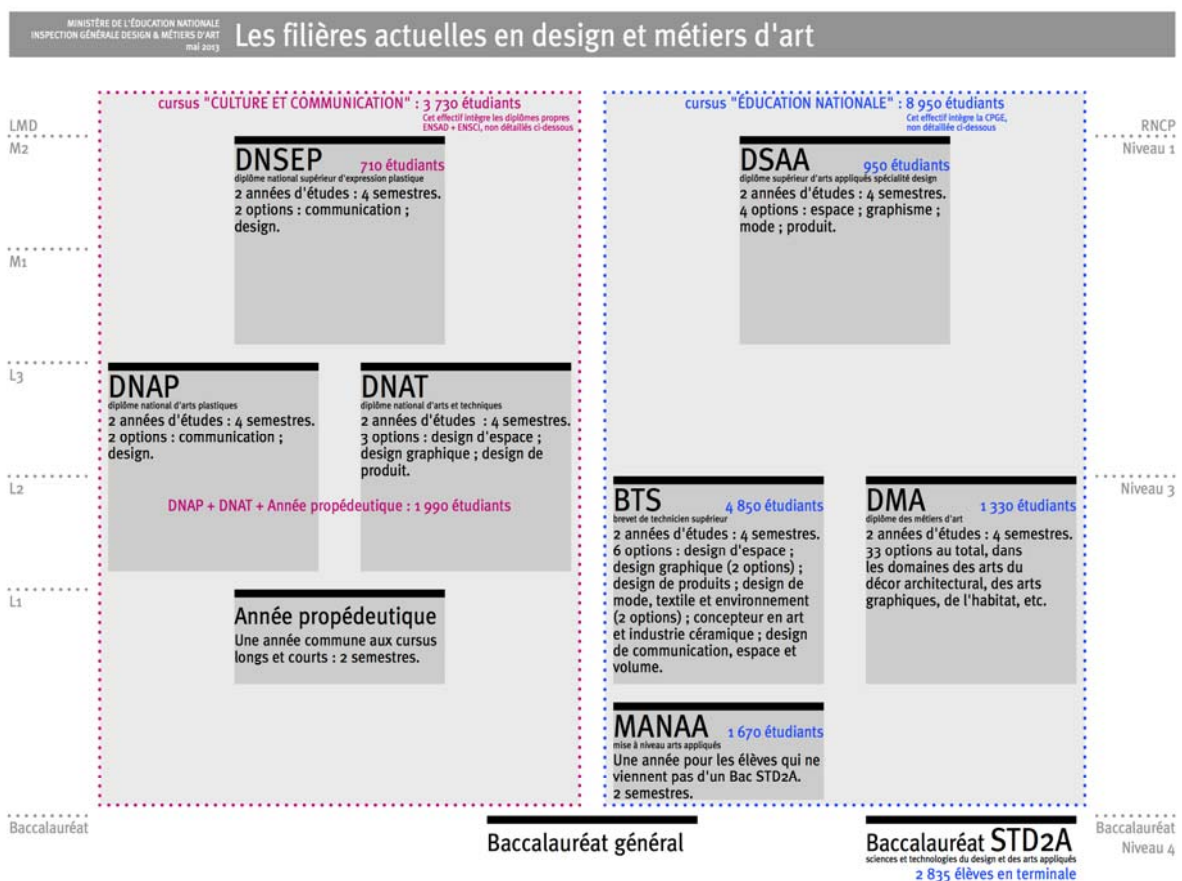 MINISTÈRE DE L'ÉDUCATION NATIONALE
INSPECTION GÉNÉRALE DESIGN & MÉTIERS D'ART
mai 2013
Les filières actuelles en design et métiers d'art
LMD
M2
M1
L3
L2
L1
Baccalauréat
cursus "CULTURE ET COMMUNICATION" : 3 730 étudiants
Cet effectif intègre les diplômes propres
ENSAD + ENSCI, non détaillés ci-dessous
DNSEP
710 étudiants
diplôme national supérieur d'expression plastique
2 années d'études : 4 semestres.
2 options : communication ;
design.
DNAP
diplôme national d'arts plastiques
2 années d'études : 4 semestres.
2 options : communication ;
design.
DNAT
diplôme national d'arts et techniques
2 années d'études : 4 semestres.
3 options : design d'espace ;
design graphique ; design de
produit.
DNAP + DNAT + Année propédeutique : 1 990 étudiants
Année propédeutique
Une année commune aux cursus
longs et courts : 2 semestres.
cursus "ÉDUCATION NATIONALE" : 8 950 étudiants
Cet effectif intègre la CPGE,
non détaillée ci-dessous
DSAA
950 étudiants
diplôme supérieur d'arts appliqués spécialité design
2 années d'études : 4 semestres.
4 options : espace ; graphisme ;
mode ; produit.
BTS
4 850 étudiants
brevet de technicien supérieur
2 années d'études : 4 semestres.
6 options : design d'espace ;
design graphique (2 options) ;
design de produits ; design de
mode, textile et environnement
(2 options) ; concepteur en art
et industrie céramique ; design
de communication, espace et
volume.
DMA
1 330 étudiants
diplôme des métiers d'art
2 années d'études : 4 semestres.
33 options au total, dans
les domaines des arts du
décor architectural, des arts
graphiques, de l'habitat, etc.
MANAA
1 670 étudiants
mise à niveau arts appliqués
Une année pour les élèves qui ne
viennent pas d'un Bac STD2A.
2 semestres.
RNCP
Niveau 1
Niveau 3
Baccalauréat
Niveau 4
Baccalauréat général
Baccalauréat STD2A
sciences et technologies du design et des arts appliqués
2 835 élèves en terminale